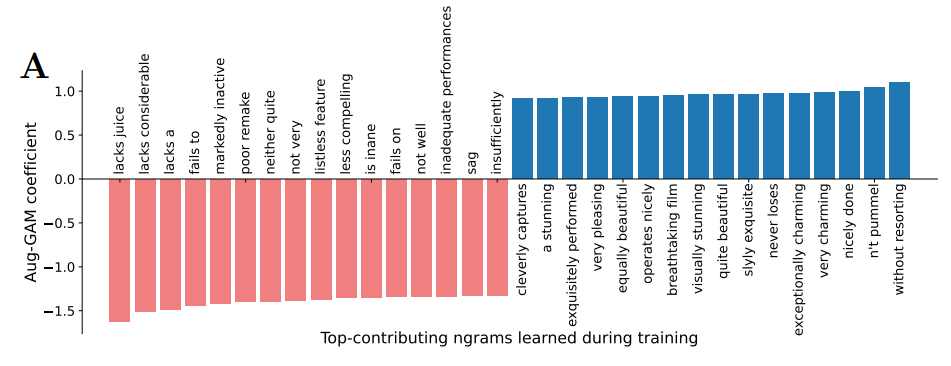 A
Aug-GAM coefficient
1.0
0.5
0.0
−0.5
−1.0
−1.5
lacks juice
lacks considerable
lacks a
fails to
markedly inactive
poor remake
neither quite
not very
listless feature
less compelling
is inane
fails on
not well
inadequate performances
sag
insufficiently
cleverly captures
a stunning
exquisitely performed
very pleasing
equally beautiful
operates nicely
breathtaking film
visually stunning
quite beautiful
slyly exquisite
never loses
exceptionally charming
very charming
nicely done
n't pummel
without resorting
Top-contributing ngrams learned during training